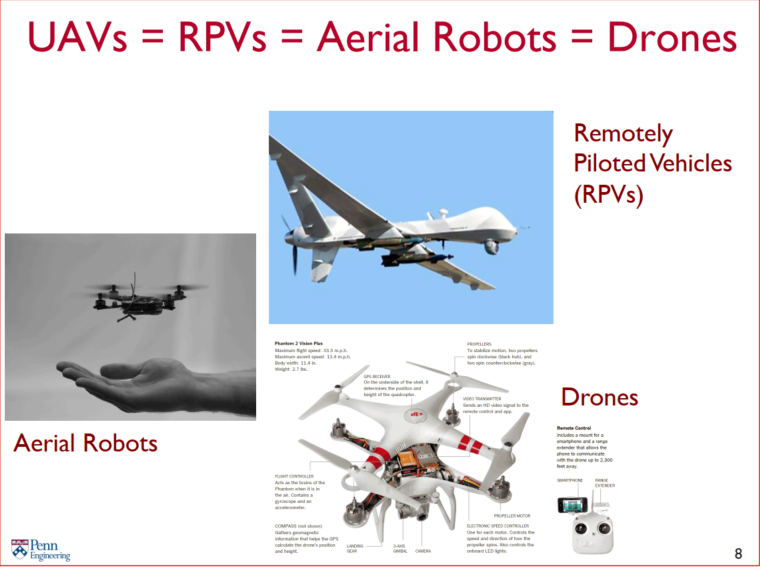 UAVs = RPVs = Aerial Robots = Drones
Remotely
Piloted Vehicles
(RPVs)
Aerial Robots
Phantom 2 Vision Plus
Maximum flight speed: 33.5 m.p.h.
Maximum ascent speed: 13.4 m.p.h.
Body width: 11.4 in.
Weight: 2.7 lbs.
PROPELLERS
To stabilize motion, two propellers
spin clockwise (black hub), and
two spin counterclockwise (gray).
GPS RECEIVER
On the underside of the shell. It
determines the position and
height of the quadcopter.
VIDEO TRANSMITTER
Sends an HD video signal to the
remote control and app.
FLIGHT CONTROLLER
Acts as the brains of the
Phantom when it is in
the air. Contains a
gyroscope and an
accelerometer.
COMPASS (not shown)
Gathers geomagnetic
information that helps the GPS
calculate the drone's position
and height.
LANDING
GEAR
3-AXIS
GIMBAL
CAMERA
PROPELLER MOTOR
ELECTRONIC SPEED CONTROLLER
One for each motor. Controls the
speed and direction of how the
propeller spins. Also controls the
onboard LED lights.
Drones
Remote Control
Includes a mount for a
smartphone and a range
extender that allows the
phone to communicate
with the drone up to 2,300
feet away.
SMARTPHONE
RANGE
EXTENDER
Penn
Engineering
8